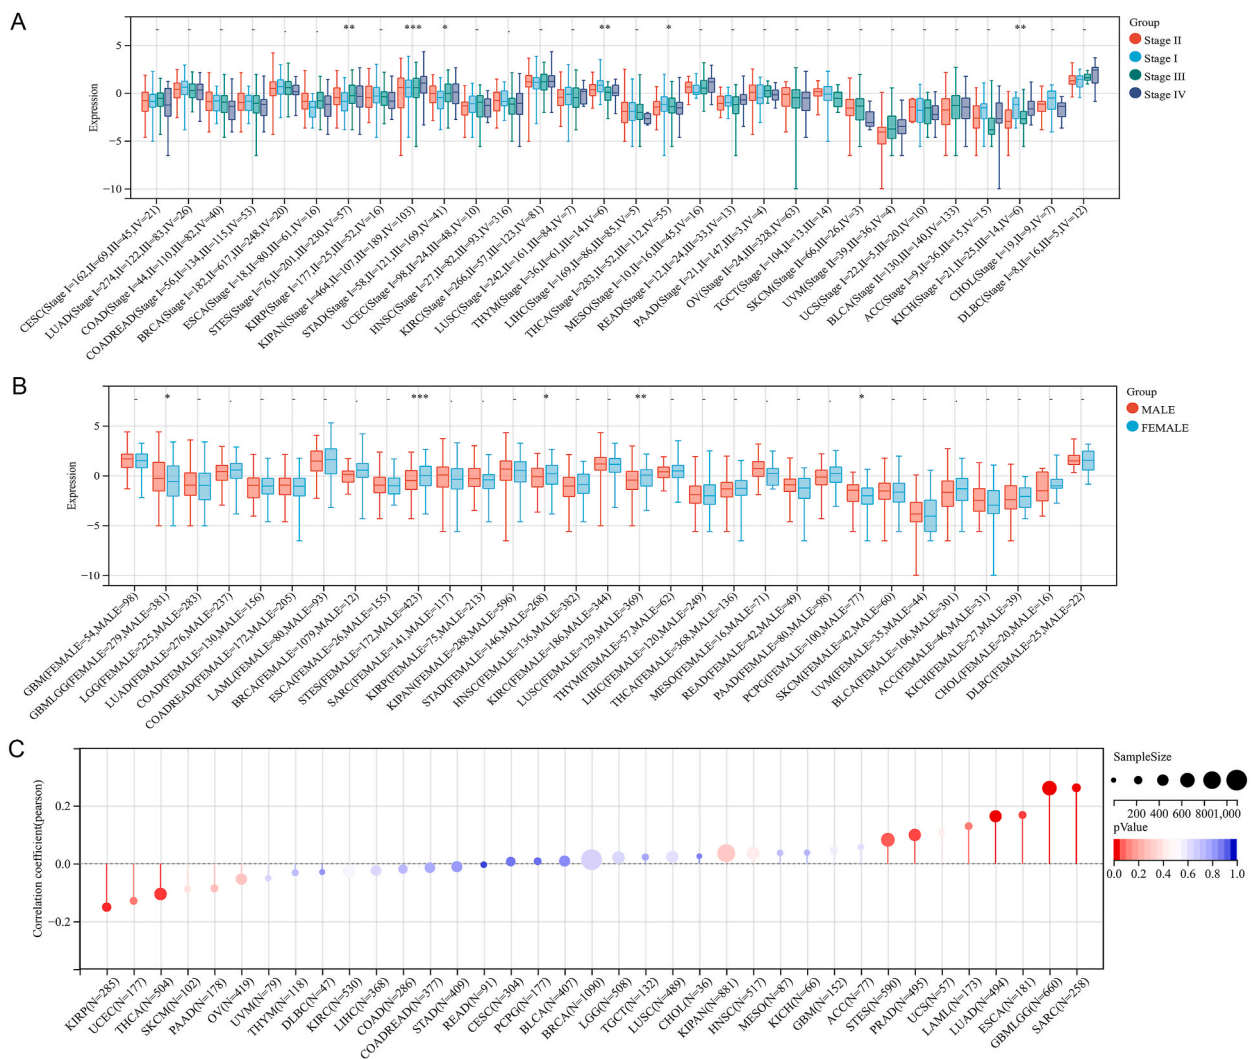 A
Group
Stage II
Stage I
Stage III
Stage IV
** *** * ** * **
5
0
−5
−10
Expression
CESC(Stage I=162,II=69,III=45,IV=21)
LUAD(Stage I=274,II=122,III=83,IV=26)
COAD(Stage I=44,II=110,III=82,IV=40)
COADREAD(Stage I=56,II=134,III=115,IV=53)
BRCA(Stage I=182,II=617,III=248,IV=20)
ESCA(Stage I=18,II=80,III=61,IV=16)
STES(Stage I=76,II=201,III=230,IV=57)
KIRP(Stage I=177,II=25,III=52,IV=16)
KIPAN(Stage I=464,II=107,III=189,IV=103)
STAD(Stage I=58,II=121,III=169,IV=41)
UCEC(Stage I=98,II=24,III=48,IV=10)
HNSC(Stage I=27,II=82,III=93,IV=316)
KIRC(Stage I=266,II=57,III=123,IV=81)
LUSC(Stage I=242,II=161,III=84,IV=7)
THYM(Stage I=36,II=61,III=14,IV=6)
LIHC(Stage I=169,II=86,III=85,IV=5)
THCA(Stage I=283,II=52,III=112,IV=55)
MESO(Stage I=10,II=16,III=45,IV=16)
READ(Stage I=12,II=24,III=33,IV=13)
PAAD(Stage I=21,II=147,III=3,IV=4)
OV(Stage II=24,III=328,IV=63)
TGCT(Stage I=104,II=13,III=14)
SKCM(Stage II=66,III=26,IV=3)
UVM(Stage II=39,III=36,IV=4)
UCS(Stage I=22,II=5,III=20,IV=10)
BLCA(Stage II=130,III=140,IV=133)
ACC(Stage I=9,II=36,III=15,IV=15)
KICH(Stage I=21,II=25,III=14,IV=6)
CHOL(Stage I=19,II=9,IV=7)
DLBC(Stage I=8,II=16,III=5,IV=12)
B
Group
MALE
FEMALE
* *** * ** *
5
0
−5
−10
Expression
GBM(FEMALE=54,MALE=98)
GBMLGG(FEMALE=279,MALE=381)
LGG(FEMALE=225,MALE=283)
LUAD(FEMALE=276,MALE=237)
COAD(FEMALE=130,MALE=156)
COADREAD(FEMALE=172,MALE=205)
LAML(FEMALE=80,MALE=93)
BRCA(FEMALE=1079,MALE=12)
ESCA(FEMALE=26,MALE=155)
STES(FEMALE=172,MALE=423)
SARC(FEMALE=141,MALE=117)
KIRP(FEMALE=75,MALE=213)
KIPAN(FEMALE=288,MALE=596)
STAD(FEMALE=146,MALE=268)
HNSC(FEMALE=136,MALE=382)
KIRC(FEMALE=186,MALE=344)
LUSC(FEMALE=129,MALE=369)
THYM(FEMALE=57,MALE=62)
LIHC(FEMALE=120,MALE=249)
THCA(FEMALE=368,MALE=136)
MESO(FEMALE=16,MALE=71)
READ(FEMALE=42,MALE=49)
PAAD(FEMALE=80,MALE=98)
PCPG(FEMALE=100,MALE=77)
SKCM(FEMALE=42,MALE=60)
UVM(FEMALE=35,MALE=44)
BLCA(FEMALE=106,MALE=301)
ACC(FEMALE=46,MALE=31)
KICH(FEMALE=27,MALE=39)
CHOL(FEMALE=20,MALE=16)
DLBC(FEMALE=25,MALE=22)
C
Correlation coefficient(pearson)
0.2
0.0
−0.2
SampleSize
200 400 600 8001,000
pValue
0.0 0.2 0.4 0.6 0.8 1.0
KIRP(N=285)
UCEC(N=177)
THCA(N=504)
SKCM(N=102)
PAAD(N=178)
OV(N=419)
UVM(N=79)
THYM(N=118)
DLBC(N=47)
KIRC(N=530)
LIHC(N=368)
COAD(N=286)
COADREAD(N=377)
STAD(N=409)
READ(N=91)
CESC(N=304)
PCPG(N=177)
BLCA(N=407)
BRCA(N=1090)
LGG(N=508)
TGCT(N=132)
LUSC(N=489)
CHOL(N=36)
KIPAN(N=881)
HNSC(N=517)
MESO(N=87)
KICH(N=66)
GBM(N=152)
ACC(N=77)
STES(N=590)
PRAD(N=495)
UCS(N=57)
LAML(N=173)
LUAD(N=494)
ESCA(N=181)
GBMLGG(N=660)
SARC(N=258)